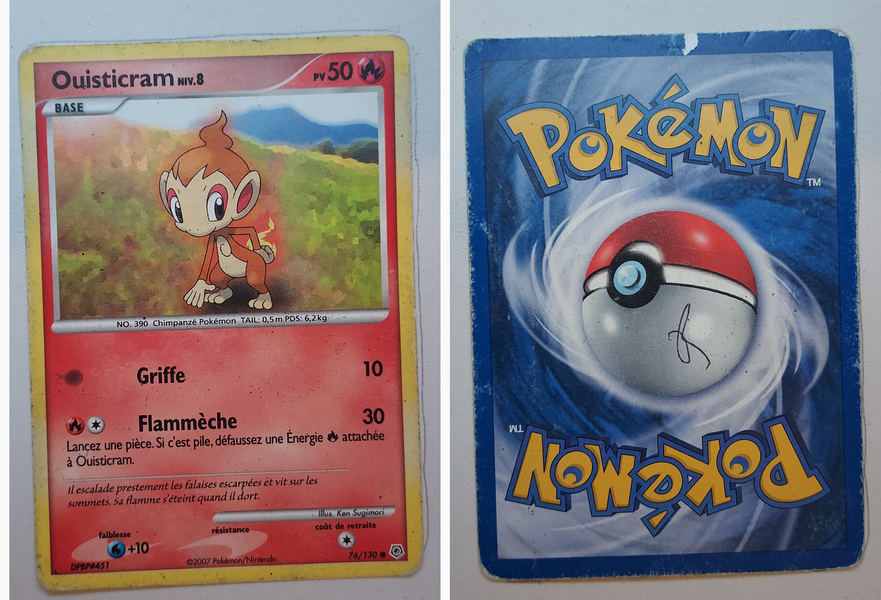 Ouisticram NIV.8 PV 50
BASE
NO. 390 Chimpanzé Pokémon TAIL: 0,5m PDS: 6,2kg
Griffe 10
Flammèche 30
Lancez une pièce. Si c'est pile, défaussez une Énergie attachée
à Ouisticram.
Il escalade prestement les falaises escarpées et vit sur les
sommets. Sa flamme s'éteint quand il dort.
Illus. Ken Sugimori
faiblesse résistance coût de retraite
+10
DPBP#451 ©2007 Pokémon/Nintendo 76/130
POKéMON
TM
TM
POKéMON